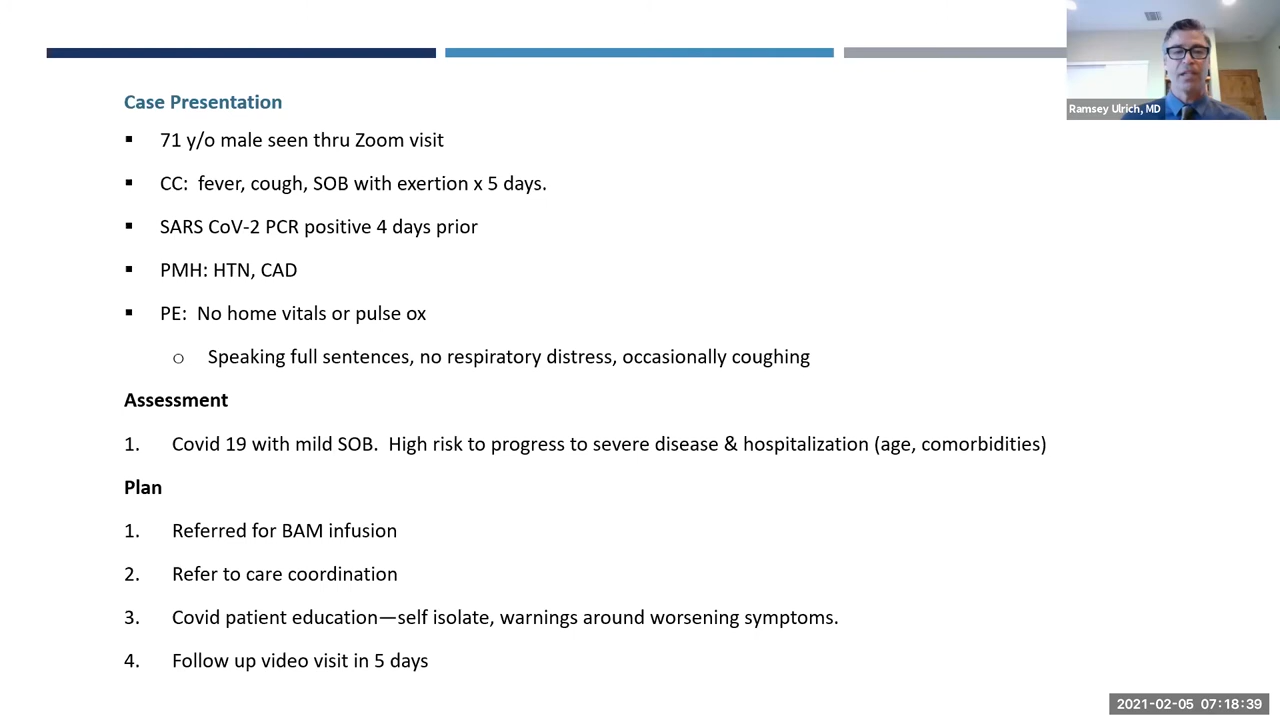 Case Presentation
▪ 71 y/o male seen thru Zoom visit
▪ CC:  fever, cough, SOB with exertion x 5 days.
▪ SARS CoV-2 PCR positive 4 days prior
▪ PMH: HTN, CAD
▪ PE:  No home vitals or pulse ox
o Speaking full sentences, no respiratory distress, occasionally coughing
Assessment
1. Covid 19 with mild SOB.  High risk to progress to severe disease & hospitalization (age, comorbidities)
Plan
1. Referred for BAM infusion
2. Refer to care coordination
3. Covid patient education—self isolate, warnings around worsening symptoms.
4. Follow up video visit in 5 days
Ramsey Ulrich, MD
2021-02-05 07:18:39